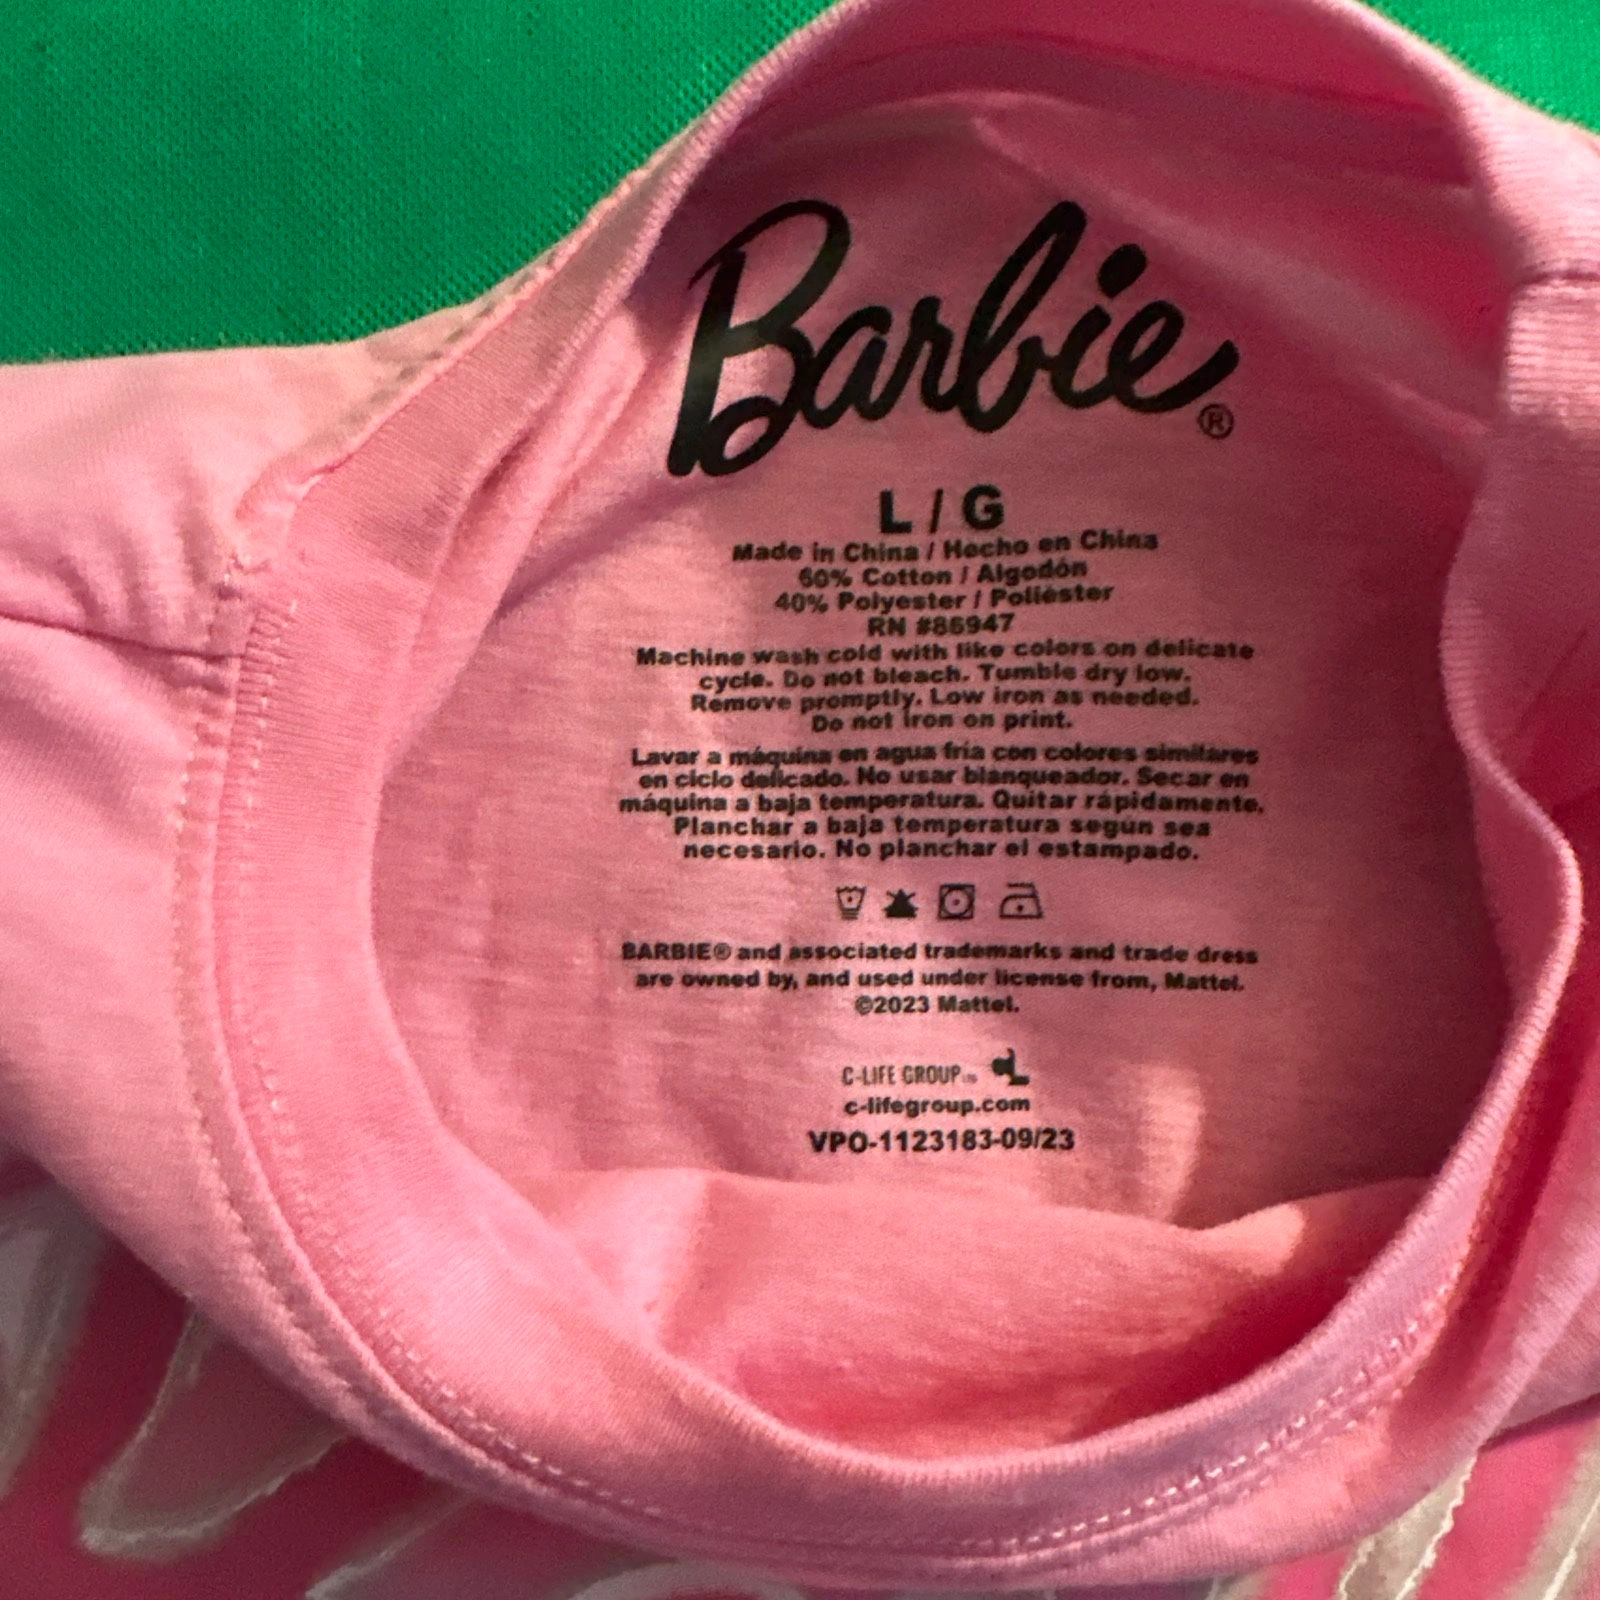 Barbie®
L / G
Made in China / Hecho en China
60% Cotton / Algodón
40% Polyester / Poliéster
RN #86947
Machine wash cold with like colors on delicate
cycle. Do not bleach. Tumble dry low.
Remove promptly. Low iron as needed.
Do not iron on print.
Lavar a máquina en agua fría con colores similares
en ciclo delicado. No usar blanqueador. Secar en
máquina a baja temperatura. Quitar rápidamente.
Planchar a baja temperatura según sea
necesario. No planchar el estampado.
BARBIE® and associated trademarks and trade dress
are owned by, and used under license from, Mattel.
©2023 Mattel.
C-LIFE GROUP
c-lifegroup.com
VPO-1123183-09/23